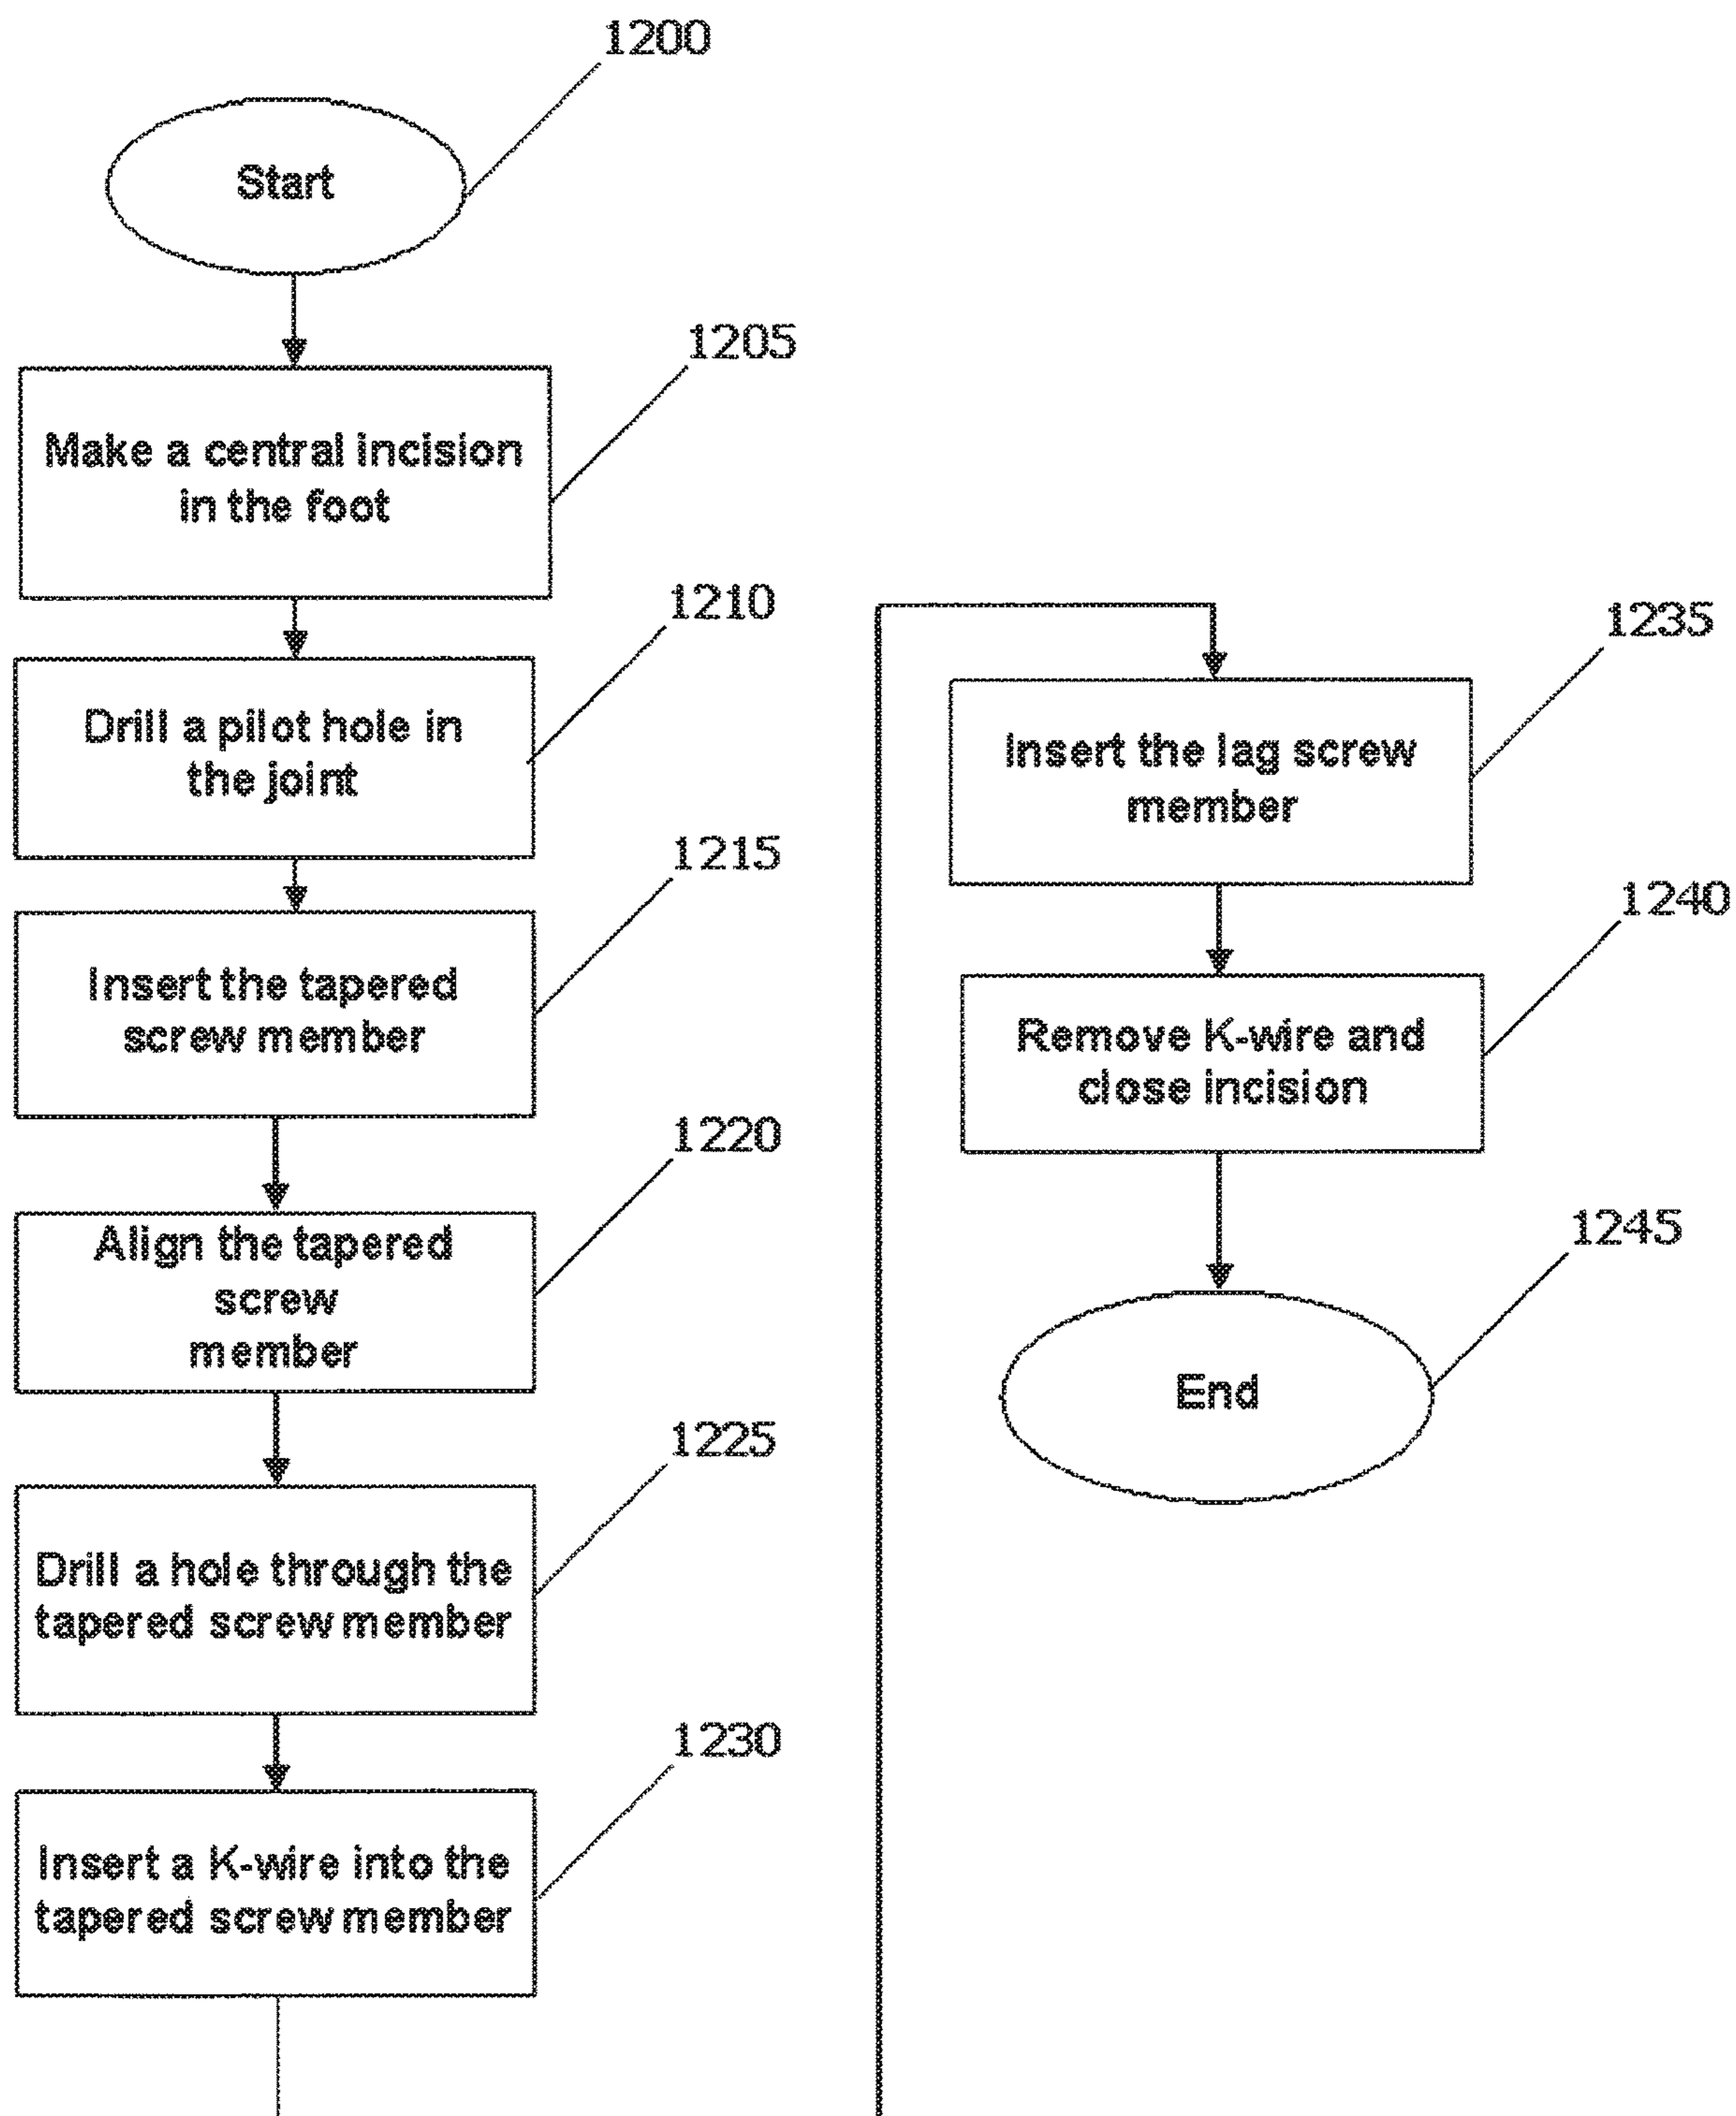 1200
Start
1205
Make a central incision
in the foot
1210
Drill a pilot hole in
the joint
1215
Insert the tapered
screw member
1220
Align the tapered
screw
member
1225
Drill a hole through the
tapered screw member
1230
Insert a K-wire into the
tapered screw member
1235
Insert the lag screw
member
1240
Remove K-wire and
close incision
1245
End